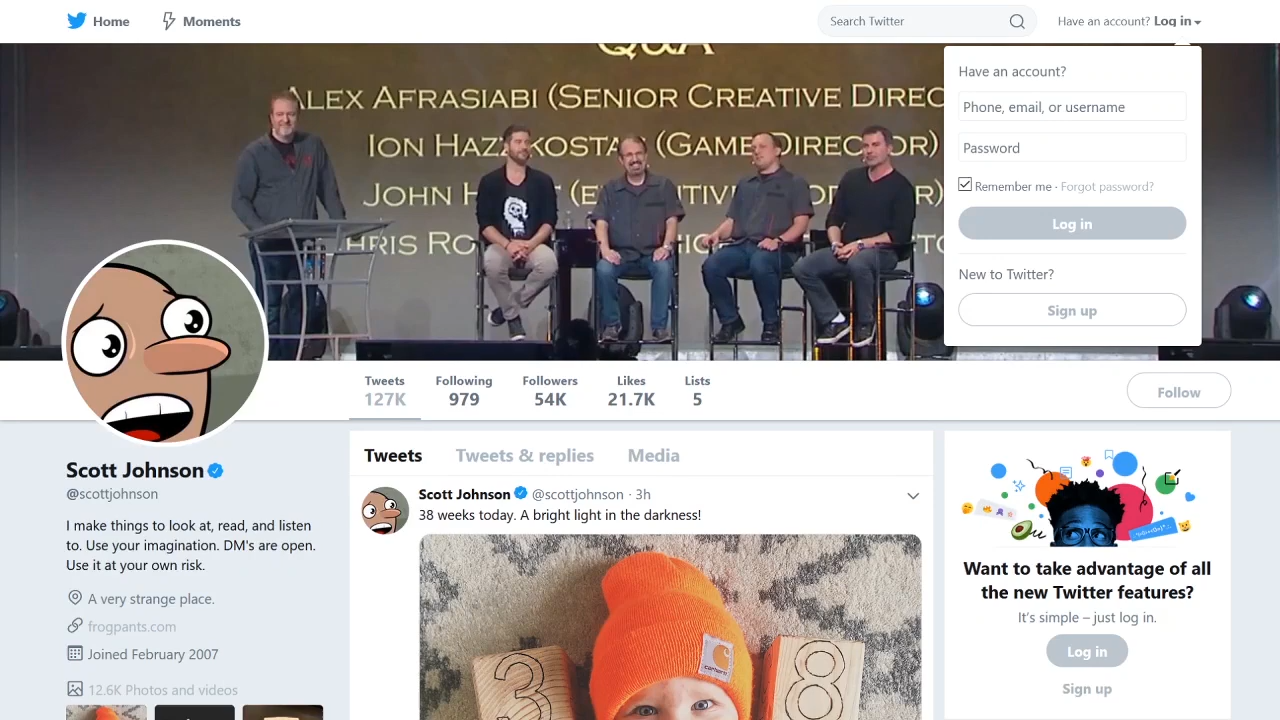 Home
Moments
Search Twitter
Have an account? Log in
Q&A
Alex Afrasiabi (Senior Creative Direc
Ion Hazzikostas (Game Director)
John H
Have an account?
Phone, email, or username
Password
Remember me · Forgot password?
Log in
New to Twitter?
Sign up
Tweets
127K
Following
979
Followers
54K
Likes
21.7K
Lists
5
Follow
Scott Johnson
@scottjohnson
I make things to look at, read, and listen
to. Use your imagination. DM's are open.
Use it at your own risk.
A very strange place.
frogpants.com
Joined February 2007
12.6K Photos and videos
Tweets
Tweets & replies
Media
Scott Johnson @scottjohnson · 3h
38 weeks today. A bright light in the darkness!
carhartt
3
8
Want to take advantage of all
the new Twitter features?
It's simple – just log in.
Log in
Sign up